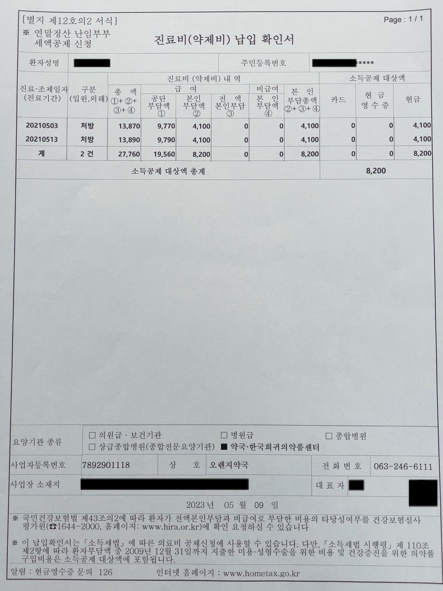 [별지 제12호의2 서식]
Page : 1 / 1
※ 연말정산 난임부부
세액공제 신청
진료비(약제비) 납입 확인서
환자성명 주민등록번호 *****
진료·조제일자 (진료기간) 구분 (입원,외래) 진료비 (약제비) 내 역 소득공제 대상액
총 액 ①+②+③+④ 급 여 비급여 본 인 부담총액 ②+③+④ 카드 현 금 영수증 현금
공단 부담액 ① 본인 부담액 ② 전 액 본인부담 ③ 본 인 부담액 ④
20210503 처방 13,870 9,770 4,100 0 0 4,100 0 0 4,100
20210513 처방 13,890 9,790 4,100 0 0 4,100 0 0 4,100
계 2 건 27,760 19,560 8,200 0 0 8,200 0 0 8,200
소득공제 대상액 총계 8,200
요양기관 종류 □ 의원급·보건기관 □ 병원급 □ 종합병원
□ 상급종합병원(종합전문요양기관) ■ 약국·한국희귀의약품센터
사업자등록번호 7892901118 상 호 오렌지약국 전 화 번 호 063-246-6111
사업장 소재지 대 표 자
2023 년 05 월 09 일
※ 국민건강보험법 제43조의2에 따라 환자가 전액본인부담과 비급여로 부담한 비용의 타당성여부를 건강보험심사
평가원(☎1644-2000, 홈페이지: www.hira.or.kr)에 확인 요청하실 수 있습니다
※ 이 납입확인서는 「소득세법」에 따른 의료비 공제신청에 사용할 수 있습니다. 다만, 「소득세법 시행령」 제 110조
제2항에 따라 환자부담액 중 2009년 12월 31일까지 지출한 미용·성형수술을 위한 비용 및 건강증진을 위한 의약품
구입비용은 소득공제 대상액에 포함됩니다.
알림 : 현금영수증 문의 126 인터넷 홈페이지 : www.hometax.go.kr